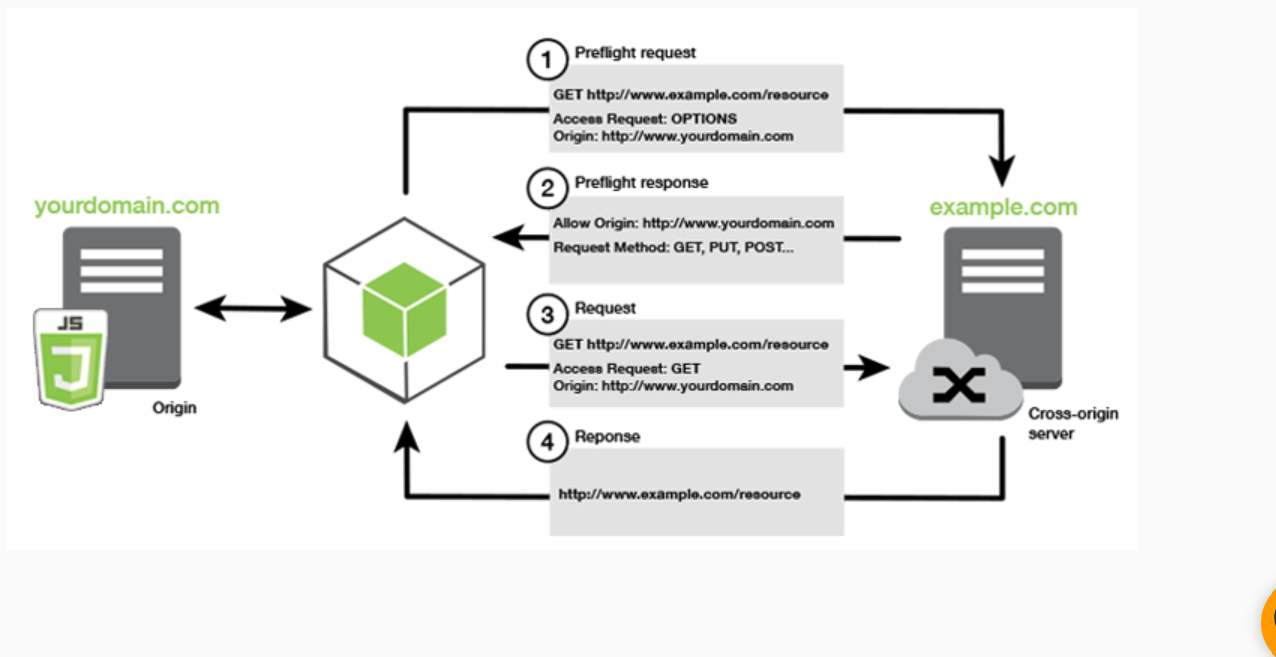 1 Preflight request
GET http://www.example.com/resource
Access Request: OPTIONS
Origin: http://www.yourdomain.com
2 Preflight response
Allow Origin: http://www.yourdomain.com
Request Method: GET, PUT, POST...
yourdomain.com
JS
Origin
example.com
Cross-origin
server
3 Request
GET http://www.example.com/resource
Access Request: GET
Origin: http://www.yourdomain.com
4 Reponse
http://www.example.com/resource